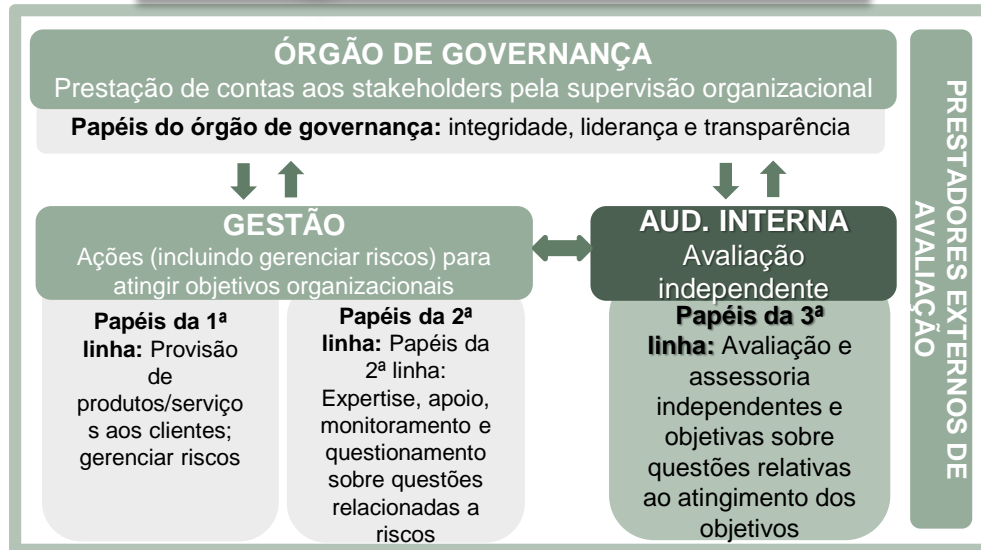 ÓRGÃO DE GOVERNANÇA
Prestação de contas aos stakeholders pela supervisão organizacional
Papéis do órgão de governança: integridade, liderança e transparência
GESTÃO
Ações (incluindo gerenciar riscos) para
atingir objetivos organizacionais
Papéis da 1ª
linha: Provisão
de
produtos/serviço
s aos clientes;
gerenciar riscos
Papéis da 2ª
linha: Papéis da
2ª linha:
Expertise, apoio,
monitoramento e
questionamento
sobre questões
relacionadas a
riscos
AUD. INTERNA
Avaliação
independente
Papéis da 3ª
linha: Avaliação e
assessoria
independentes e
objetivas sobre
questões relativas
ao atingimento dos
objetivos
PRESTADORES EXTERNOS DE
AVALIAÇÃO